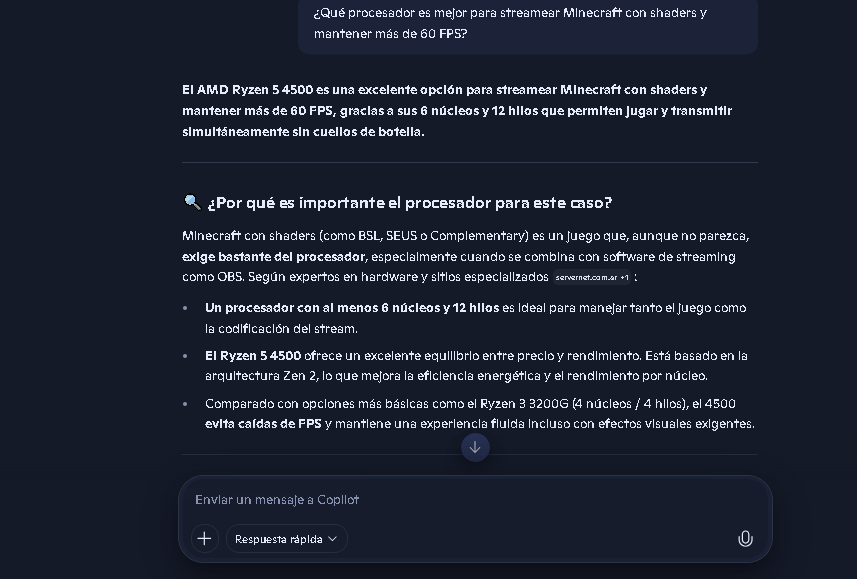 ¿Qué procesador es mejor para streamear Minecraft con shaders y
mantener más de 60 FPS?
El AMD Ryzen 5 4500 es una excelente opción para streamear Minecraft con shaders y
mantener más de 60 FPS, gracias a sus 6 núcleos y 12 hilos que permiten jugar y transmitir
simultáneamente sin cuellos de botella.
🔍 ¿Por qué es importante el procesador para este caso?
Minecraft con shaders (como BSL, SEUS o Complementary) es un juego que, aunque no parezca,
exige bastante del procesador, especialmente cuando se combina con software de streaming
como OBS. Según expertos en hardware y sitios especializados servernet.com.ar +1 :
• Un procesador con al menos 6 núcleos y 12 hilos es ideal para manejar tanto el juego como
la codificación del stream.
• El Ryzen 5 4500 ofrece un excelente equilibrio entre precio y rendimiento. Está basado en la
arquitectura Zen 2, lo que mejora la eficiencia energética y el rendimiento por núcleo.
• Comparado con opciones más básicas como el Ryzen 3 3200G (4 núcleos / 4 hilos), el 4500
evita caídas de FPS y mantiene una experiencia fluida incluso con efectos visuales exigentes.
Enviar un mensaje a Copilot
Respuesta rápida